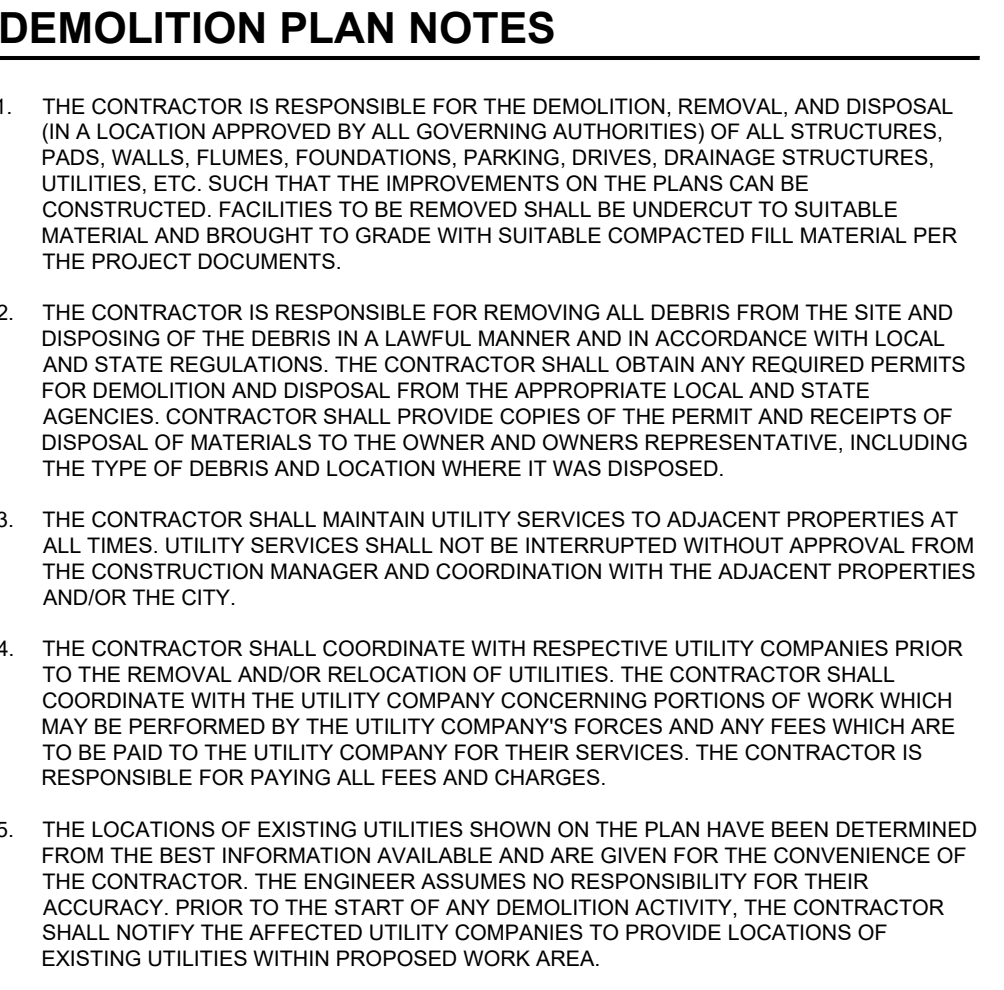 DEMOLITION PLAN NOTES
1. THE CONTRACTOR IS RESPONSIBLE FOR THE DEMOLITION, REMOVAL, AND DISPOSAL
(IN A LOCATION APPROVED BY ALL GOVERNING AUTHORITIES) OF ALL STRUCTURES,
PADS, WALLS, FLUMES, FOUNDATIONS, PARKING, DRIVES, DRAINAGE STRUCTURES,
UTILITIES, ETC. SUCH THAT THE IMPROVEMENTS ON THE PLANS CAN BE
CONSTRUCTED. FACILITIES TO BE REMOVED SHALL BE UNDERCUT TO SUITABLE
MATERIAL AND BROUGHT TO GRADE WITH SUITABLE COMPACTED FILL MATERIAL PER
THE PROJECT DOCUMENTS.
2. THE CONTRACTOR IS RESPONSIBLE FOR REMOVING ALL DEBRIS FROM THE SITE AND
DISPOSING OF THE DEBRIS IN A LAWFUL MANNER AND IN ACCORDANCE WITH LOCAL
AND STATE REGULATIONS. THE CONTRACTOR SHALL OBTAIN ANY REQUIRED PERMITS
FOR DEMOLITION AND DISPOSAL FROM THE APPROPRIATE LOCAL AND STATE
AGENCIES. CONTRACTOR SHALL PROVIDE COPIES OF THE PERMIT AND RECEIPTS OF
DISPOSAL OF MATERIALS TO THE OWNER AND OWNERS REPRESENTATIVE, INCLUDING
THE TYPE OF DEBRIS AND LOCATION WHERE IT WAS DISPOSED.
3. THE CONTRACTOR SHALL MAINTAIN UTILITY SERVICES TO ADJACENT PROPERTIES AT
ALL TIMES. UTILITY SERVICES SHALL NOT BE INTERRUPTED WITHOUT APPROVAL FROM
THE CONSTRUCTION MANAGER AND COORDINATION WITH THE ADJACENT PROPERTIES
AND/OR THE CITY.
4. THE CONTRACTOR SHALL COORDINATE WITH RESPECTIVE UTILITY COMPANIES PRIOR
TO THE REMOVAL AND/OR RELOCATION OF UTILITIES. THE CONTRACTOR SHALL
COORDINATE WITH THE UTILITY COMPANY CONCERNING PORTIONS OF WORK WHICH
MAY BE PERFORMED BY THE UTILITY COMPANY'S FORCES AND ANY FEES WHICH ARE
TO BE PAID TO THE UTILITY COMPANY FOR THEIR SERVICES. THE CONTRACTOR IS
RESPONSIBLE FOR PAYING ALL FEES AND CHARGES.
5. THE LOCATIONS OF EXISTING UTILITIES SHOWN ON THE PLAN HAVE BEEN DETERMINED
FROM THE BEST INFORMATION AVAILABLE AND ARE GIVEN FOR THE CONVENIENCE OF
THE CONTRACTOR. THE ENGINEER ASSUMES NO RESPONSIBILITY FOR THEIR
ACCURACY. PRIOR TO THE START OF ANY DEMOLITION ACTIVITY, THE CONTRACTOR
SHALL NOTIFY THE AFFECTED UTILITY COMPANIES TO PROVIDE LOCATIONS OF
EXISTING UTILITIES WITHIN PROPOSED WORK AREA.